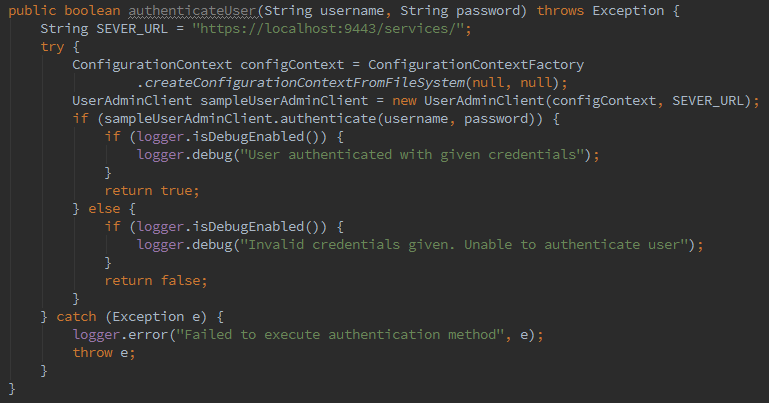 public boolean authenticateUser(String username, String password) throws Exception {
    String SEVER_URL = "https://localhost:9443/services/";
    try {
        ConfigurationContext configContext = ConfigurationContextFactory
                .createConfigurationContextFromFileSystem(null, null);
        UserAdminClient sampleUserAdminClient = new UserAdminClient(configContext, SEVER_URL);
        if (sampleUserAdminClient.authenticate(username, password)) {
            if (logger.isDebugEnabled()) {
                logger.debug("User authenticated with given credentials");
            }
            return true;
        } else {
            if (logger.isDebugEnabled()) {
                logger.debug("Invalid credentials given. Unable to authenticate user");
            }
            return false;
        }
    } catch (Exception e) {
        logger.error("Failed to execute authentication method", e);
        throw e;
    }
}